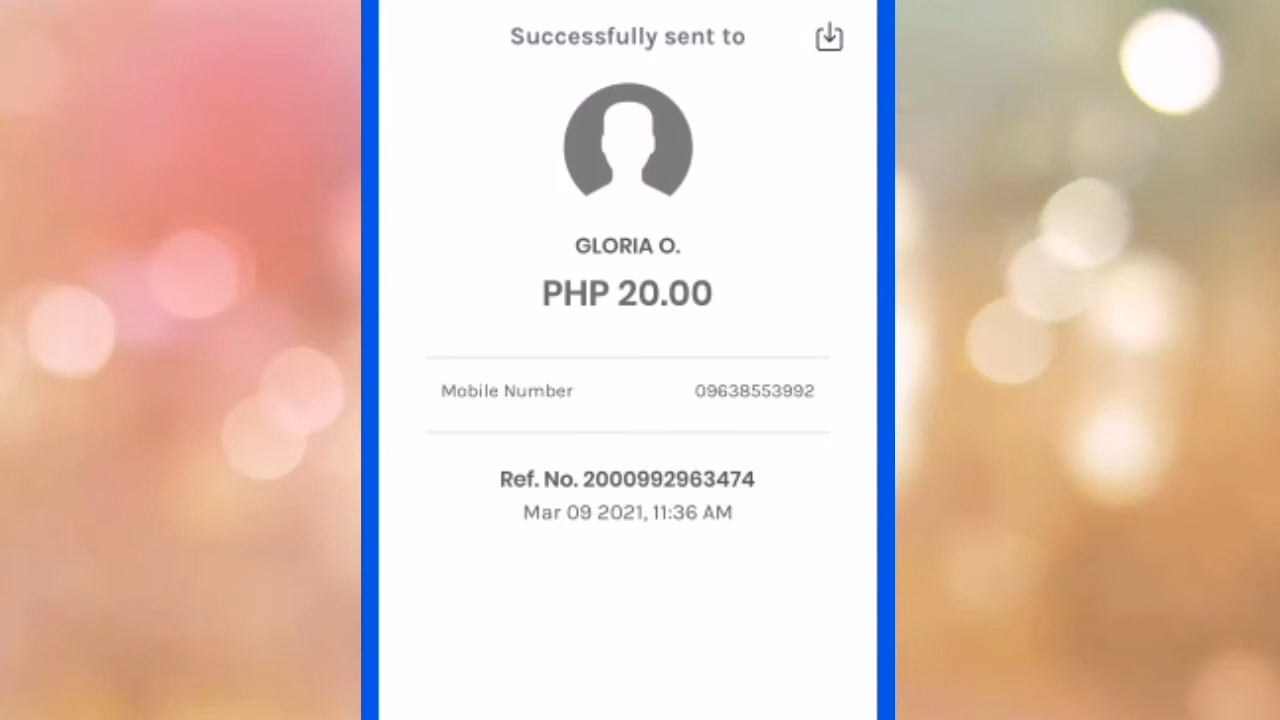 Successfully sent to
GLORIA O.
PHP 20.00
Mobile Number 09638553992
Ref. No. 2000992963474
Mar 09 2021, 11:36 AM